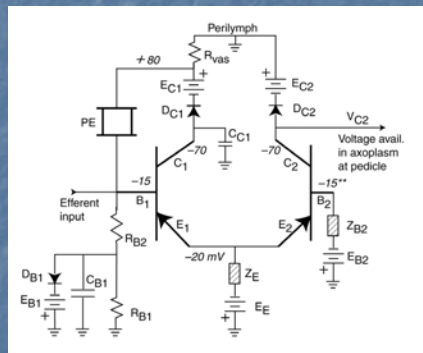 Perilymph
+ 80
R_vas
+
E_C1
+
E_C2
D_C1
D_C2
V_C2
PE
C_C1
-70
-70
Voltage avail.
in axoplasm
at pedicle
C_1
C_2
-15
-15**
Efferent
input
B_1
B_2
E_1
E_2
R_B2
Z_B2
-20 mV
D_B1
C_B1
Z_E
E_B2
+
E_B1
+
R_B1
E_E
+